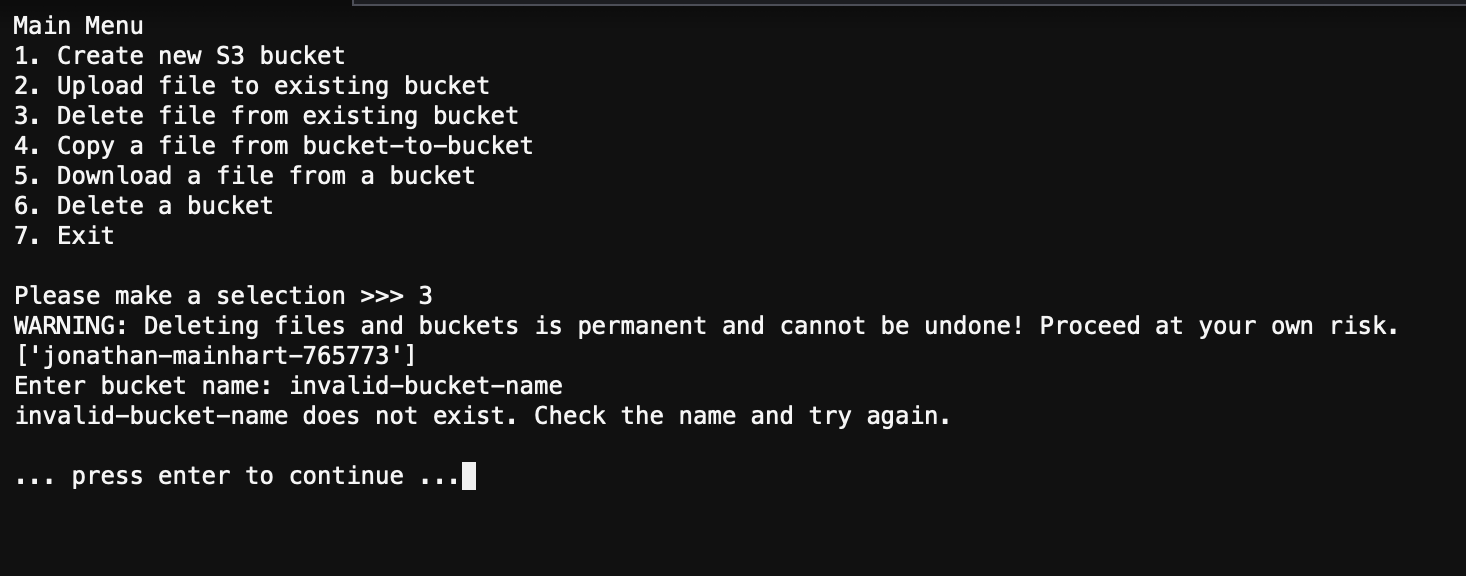 Main Menu
1. Create new S3 bucket
2. Upload file to existing bucket
3. Delete file from existing bucket
4. Copy a file from bucket-to-bucket
5. Download a file from a bucket
6. Delete a bucket
7. Exit
Please make a selection >>> 3
WARNING: Deleting files and buckets is permanent and cannot be undone! Proceed at your own risk.
['jonathan-mainhart-765773']
Enter bucket name: invalid-bucket-name
invalid-bucket-name does not exist. Check the name and try again.
... press enter to continue ...